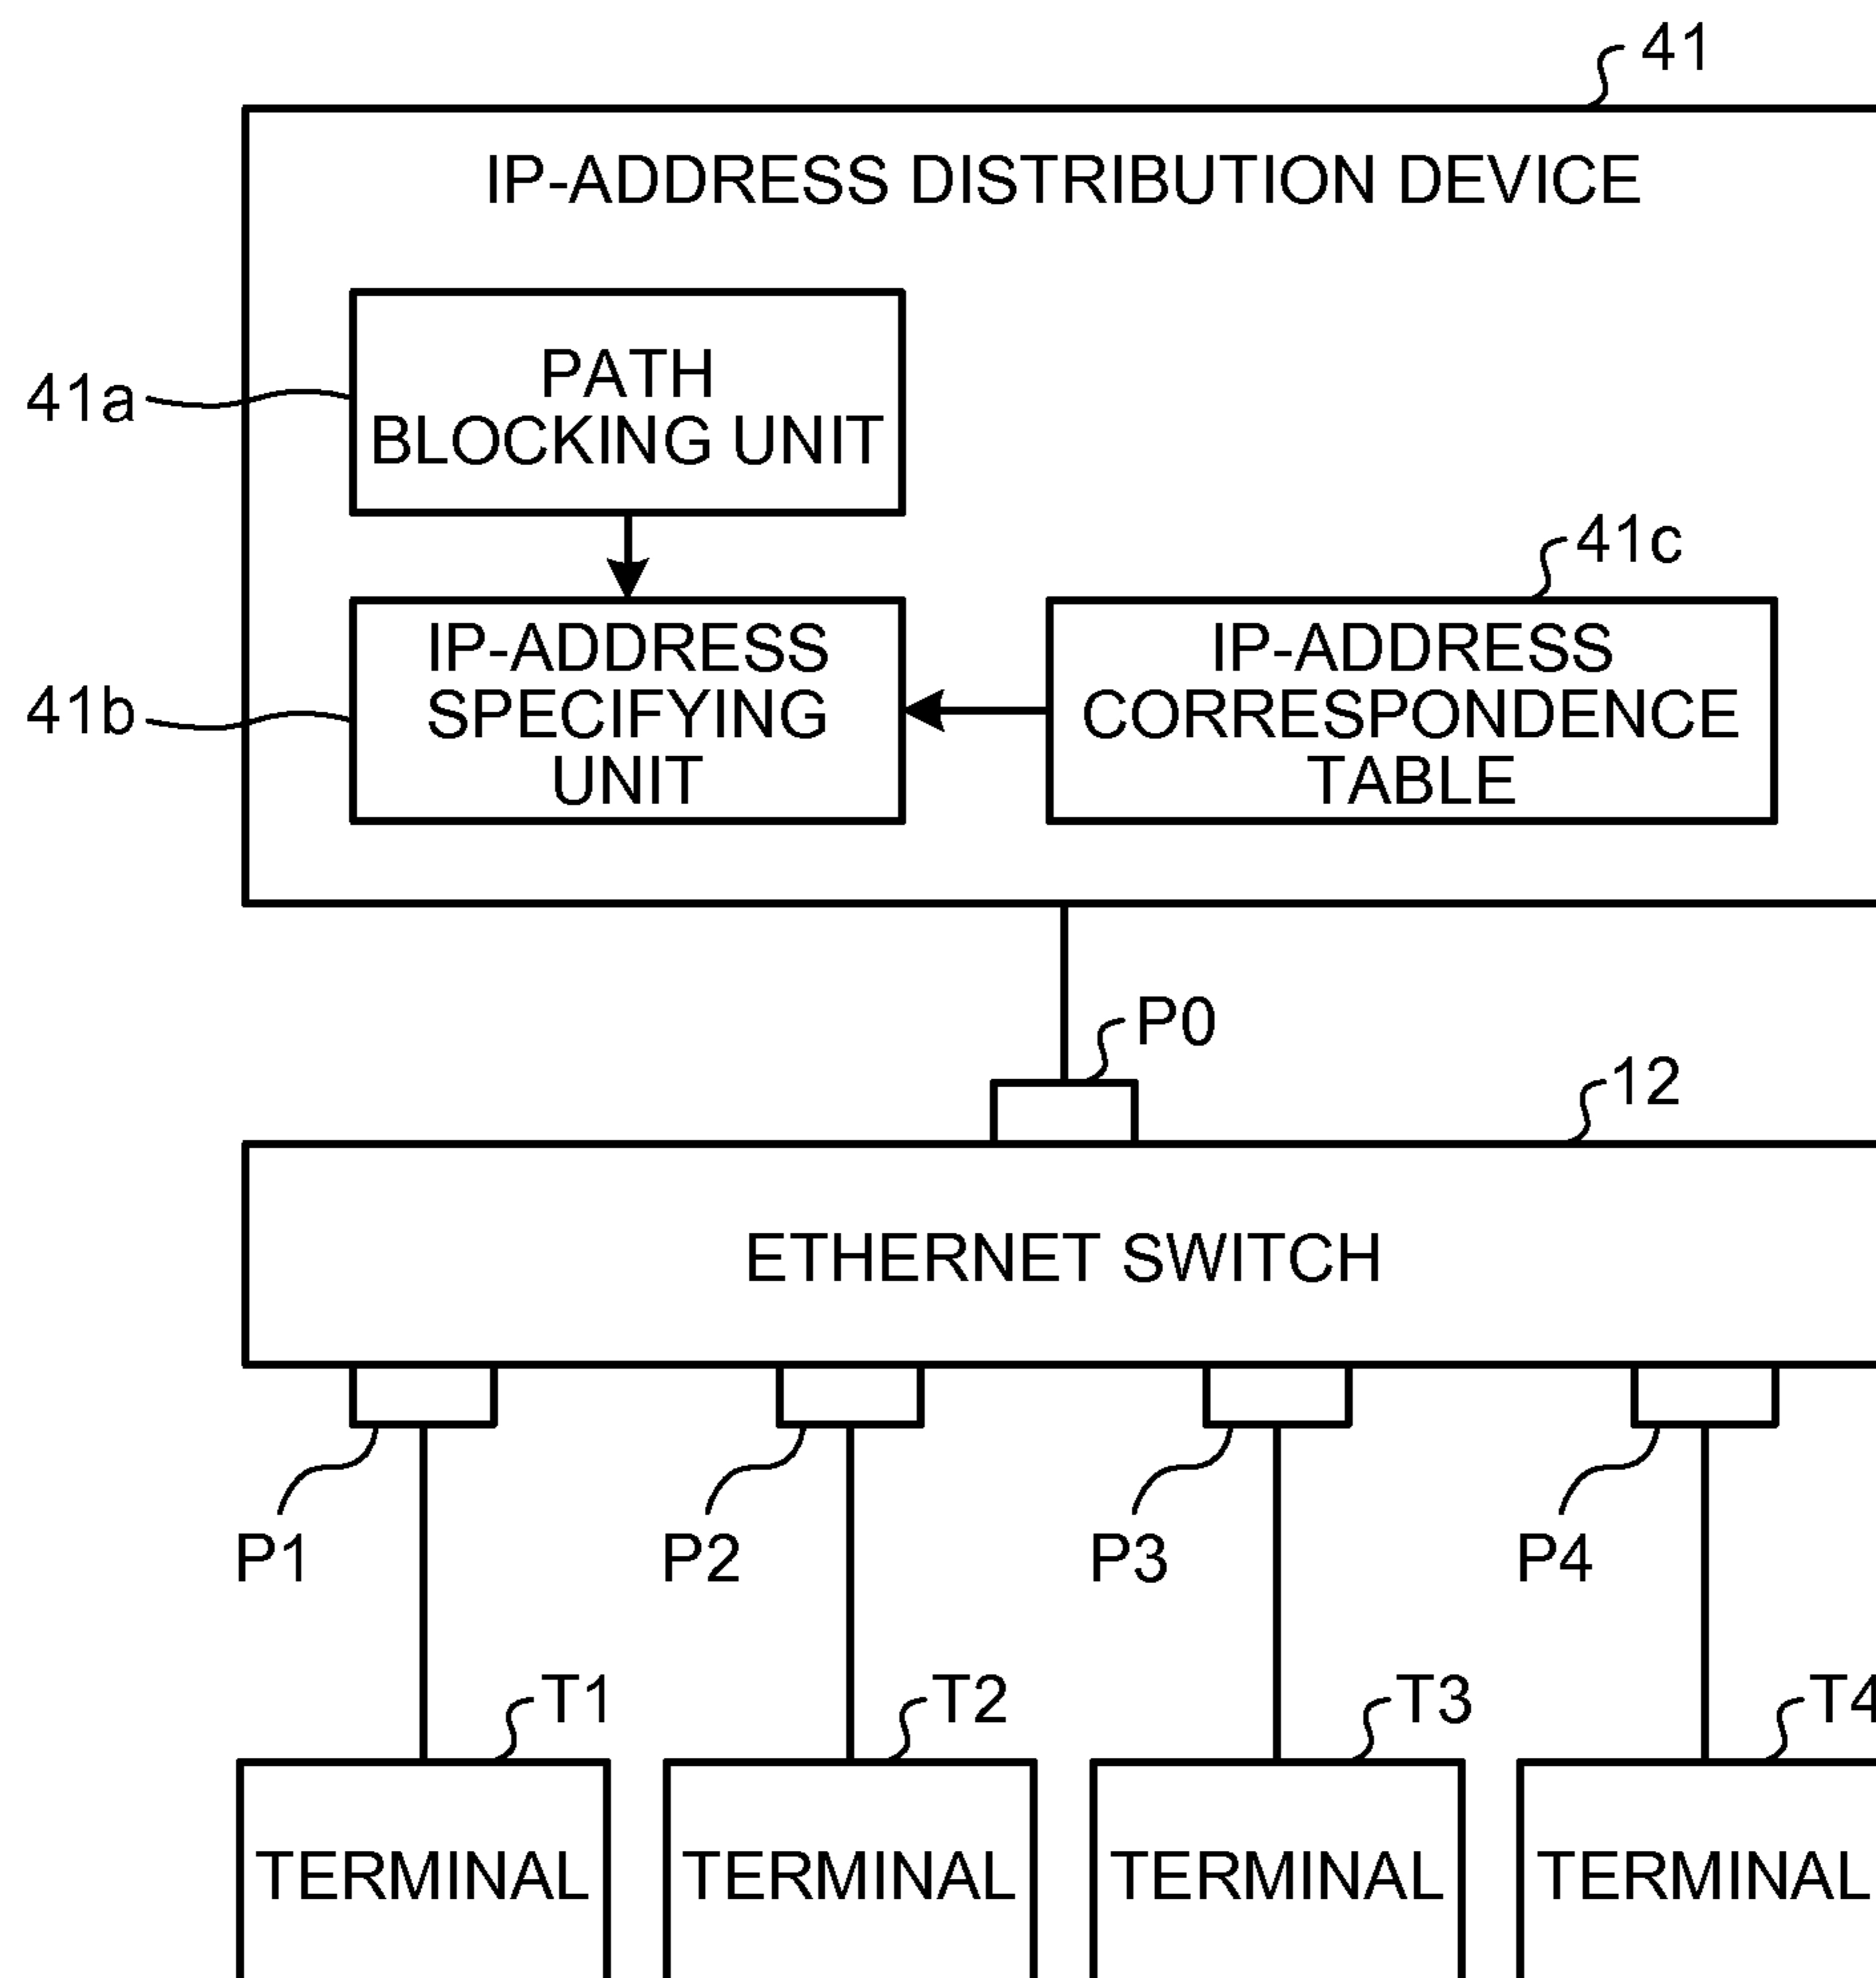 41
IP-ADDRESS DISTRIBUTION DEVICE
PATH
BLOCKING UNIT
41a
41c
IP-ADDRESS
SPECIFYING
UNIT
41b
IP-ADDRESS
CORRESPONDENCE
TABLE
P0
12
ETHERNET SWITCH
P1
P2
P3
P4
T1
T2
T3
T4
TERMINAL
TERMINAL
TERMINAL
TERMINAL